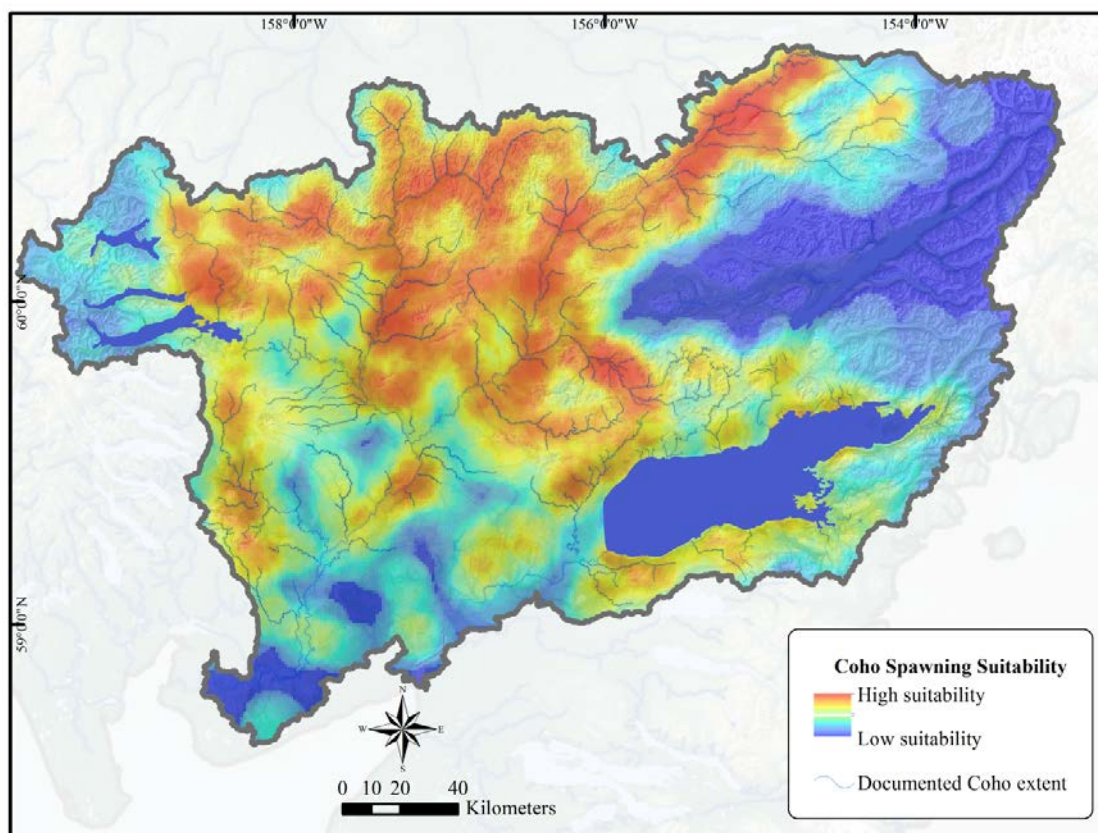 158°0'0"W
156°0'0"W
154°0'0"W
60°0'0"N
59°0'0"N
Coho Spawning Suitability
High suitability
Low suitability
Documented Coho extent
N
W
E
S
0 10 20 40
Kilometers